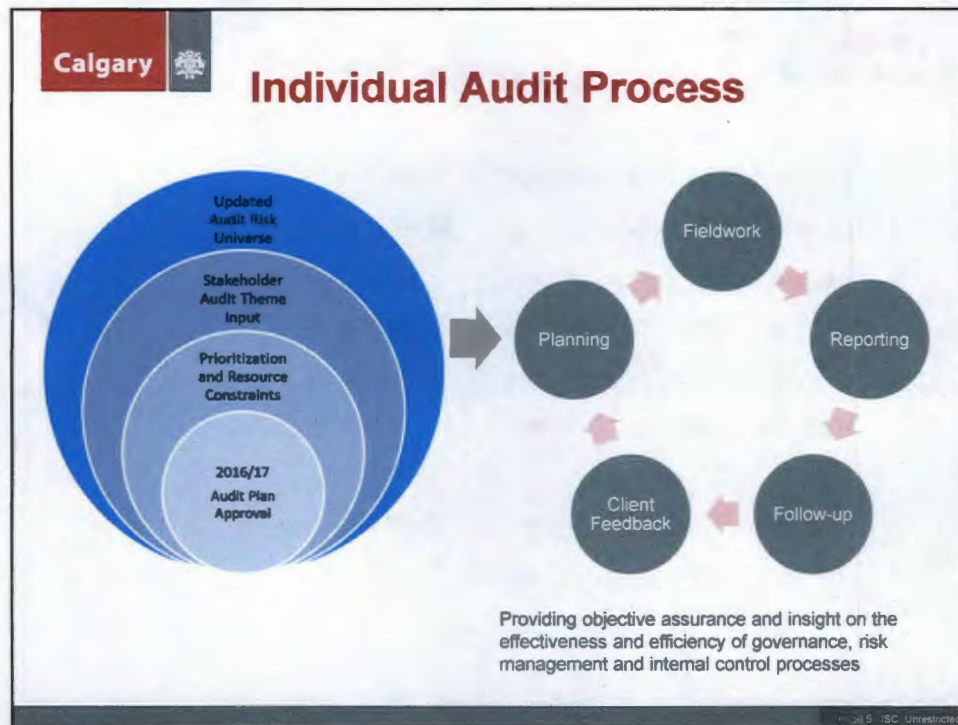 Calgary
Individual Audit Process
Updated
Audit Risk
Universe
Stakeholder
Audit Theme
Input
Prioritization
and Resource
Constraints
2016/17
Audit Plan
Approval
Fieldwork
Planning
Reporting
Client
Feedback
Follow-up
Providing objective assurance and insight on the
effectiveness and efficiency of governance, risk
management and internal control processes
5 ISC Unrestricted